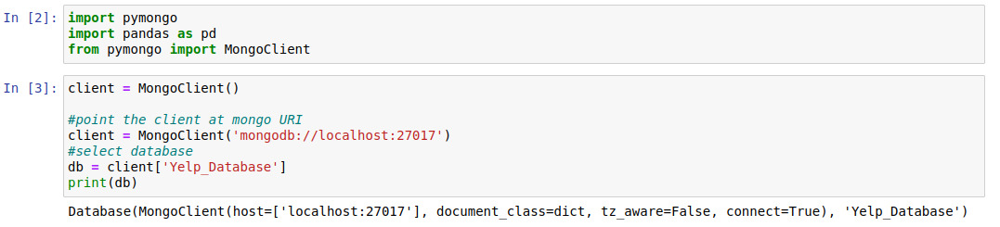 In [2]: import pymongo
import pandas as pd
from pymongo import MongoClient
In [3]: client = MongoClient()
#point the client at mongo URI
client = MongoClient('mongodb://localhost:27017')
#select database
db = client['Yelp_Database']
print(db)
Database(MongoClient(host=['localhost:27017'], document_class=dict, tz_aware=False, connect=True), 'Yelp_Database')